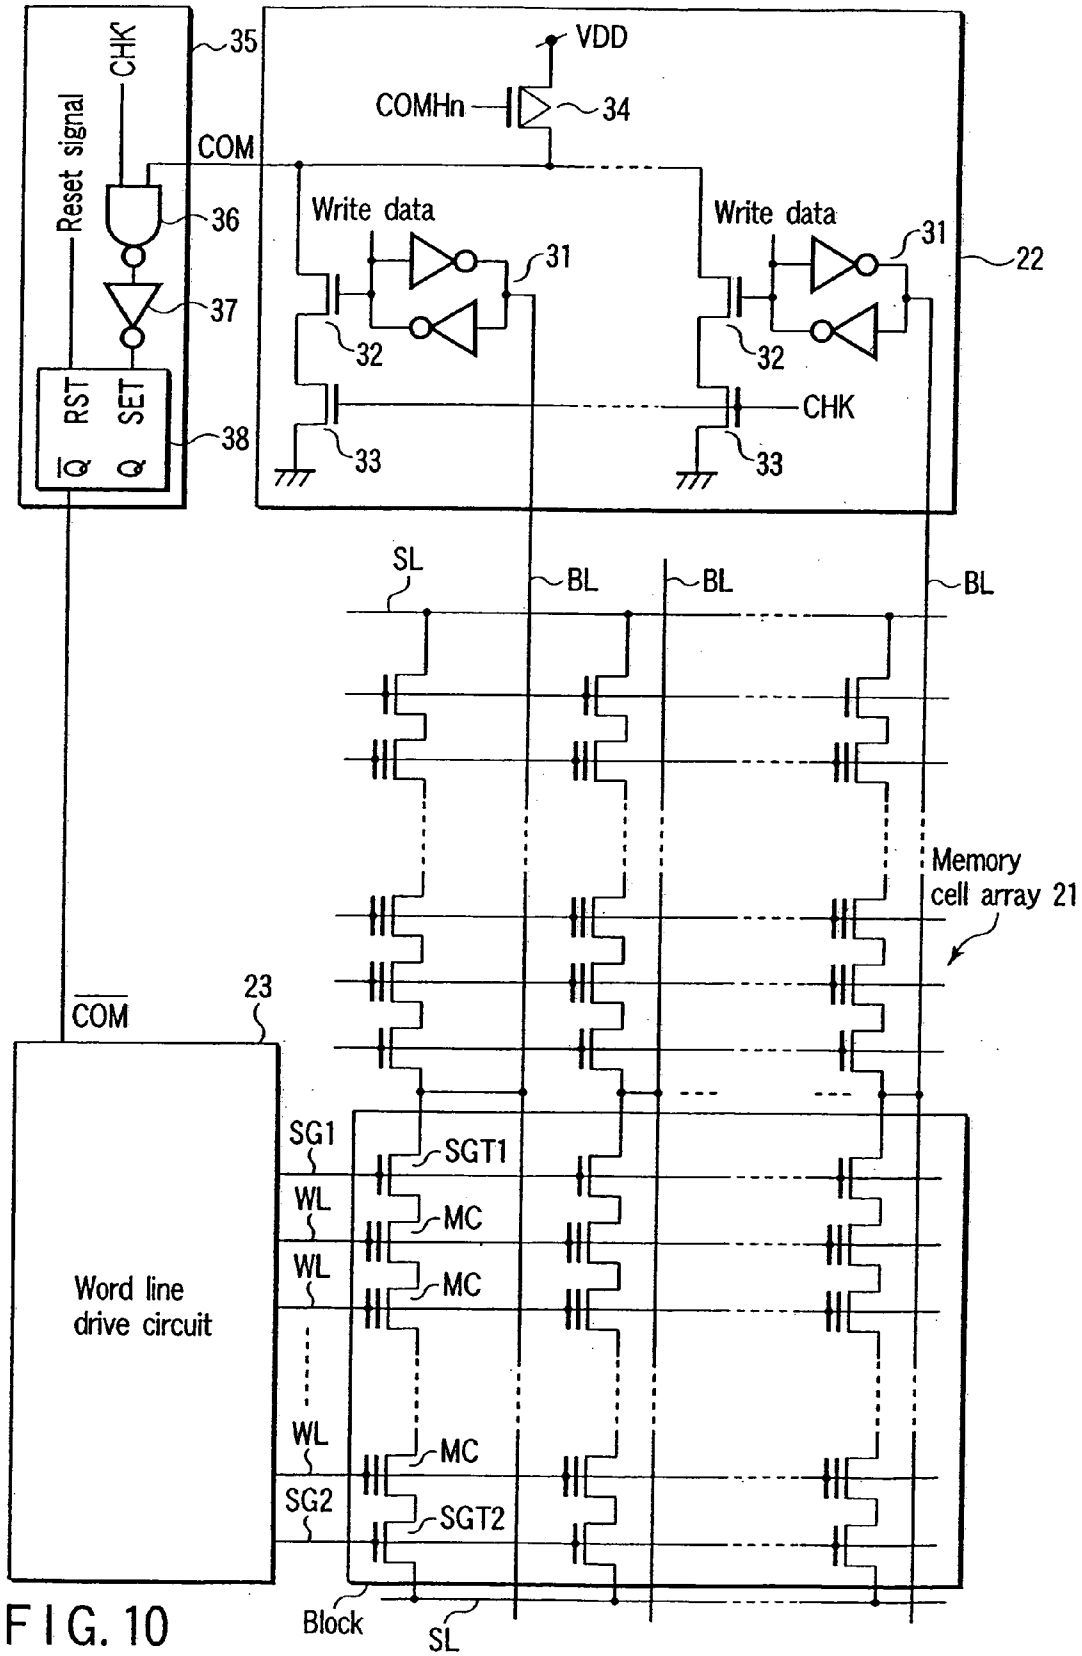 CHK
35
Reset signal
36
37
RST
SET
38
Q̅
Q
VDD
COMHn
34
COM
Write data
31
Write data
31
22
32
32
CHK
33
33
SL
BL
BL
BL
Memory
cell array 21
C̅O̅M̅
23
SG1
SGT1
WL
MC
WL
MC
Word line
drive circuit
WL
MC
SG2
SGT2
Block
SL
FIG. 10